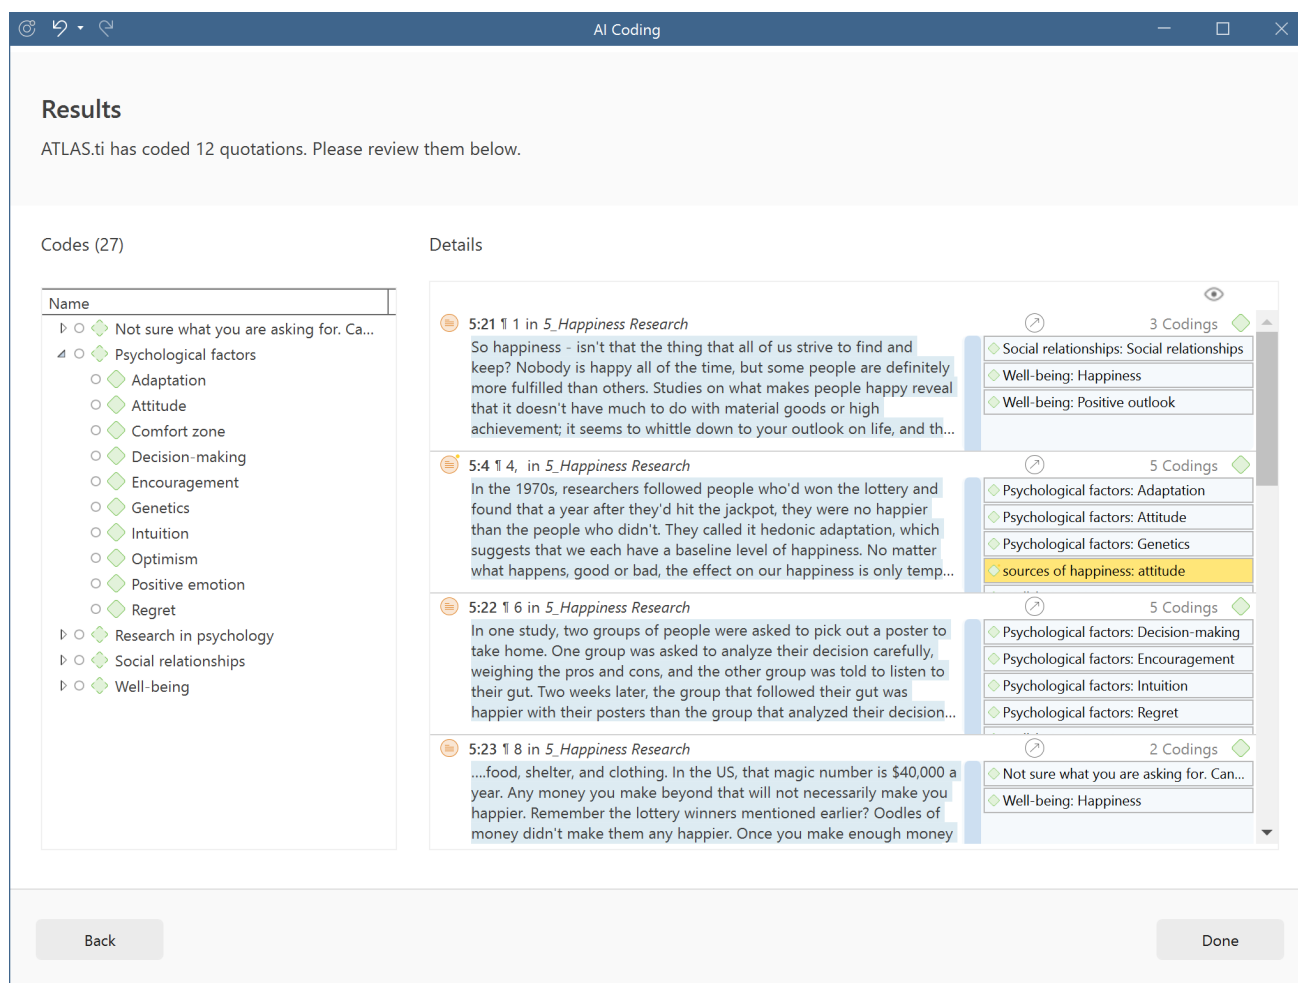 AI Coding
Results
ATLAS.ti has coded 12 quotations. Please review them below.
Codes (27)
Name
Not sure what you are asking for. Ca...
Psychological factors
Adaptation
Attitude
Comfort zone
Decision-making
Encouragement
Genetics
Intuition
Optimism
Positive emotion
Regret
Research in psychology
Social relationships
Well-being
Details
5:21 ¶ 1 in 5_Happiness Research
3 Codings
So happiness - isn't that the thing that all of us strive to find and
keep? Nobody is happy all of the time, but some people are definitely
more fulfilled than others. Studies on what makes people happy reveal
that it doesn't have much to do with material goods or high
achievement; it seems to whittle down to your outlook on life, and th...
Social relationships: Social relationships
Well-being: Happiness
Well-being: Positive outlook
5:4 ¶ 4, in 5_Happiness Research
5 Codings
In the 1970s, researchers followed people who'd won the lottery and
found that a year after they'd hit the jackpot, they were no happier
than the people who didn't. They called it hedonic adaptation, which
suggests that we each have a baseline level of happiness. No matter
what happens, good or bad, the effect on our happiness is only temp...
Psychological factors: Adaptation
Psychological factors: Attitude
Psychological factors: Genetics
sources of happiness: attitude
5:22 ¶ 6 in 5_Happiness Research
5 Codings
In one study, two groups of people were asked to pick out a poster to
take home. One group was asked to analyze their decision carefully,
weighing the pros and cons, and the other group was told to listen to
their gut. Two weeks later, the group that followed their gut was
happier with their posters than the group that analyzed their decision...
Psychological factors: Decision-making
Psychological factors: Encouragement
Psychological factors: Intuition
Psychological factors: Regret
5:23 ¶ 8 in 5_Happiness Research
2 Codings
....food, shelter, and clothing. In the US, that magic number is $40,000 a
year. Any money you make beyond that will not necessarily make you
happier. Remember the lottery winners mentioned earlier? Oodles of
money didn't make them any happier. Once you make enough money
Not sure what you are asking for. Can...
Well-being: Happiness
Back
Done